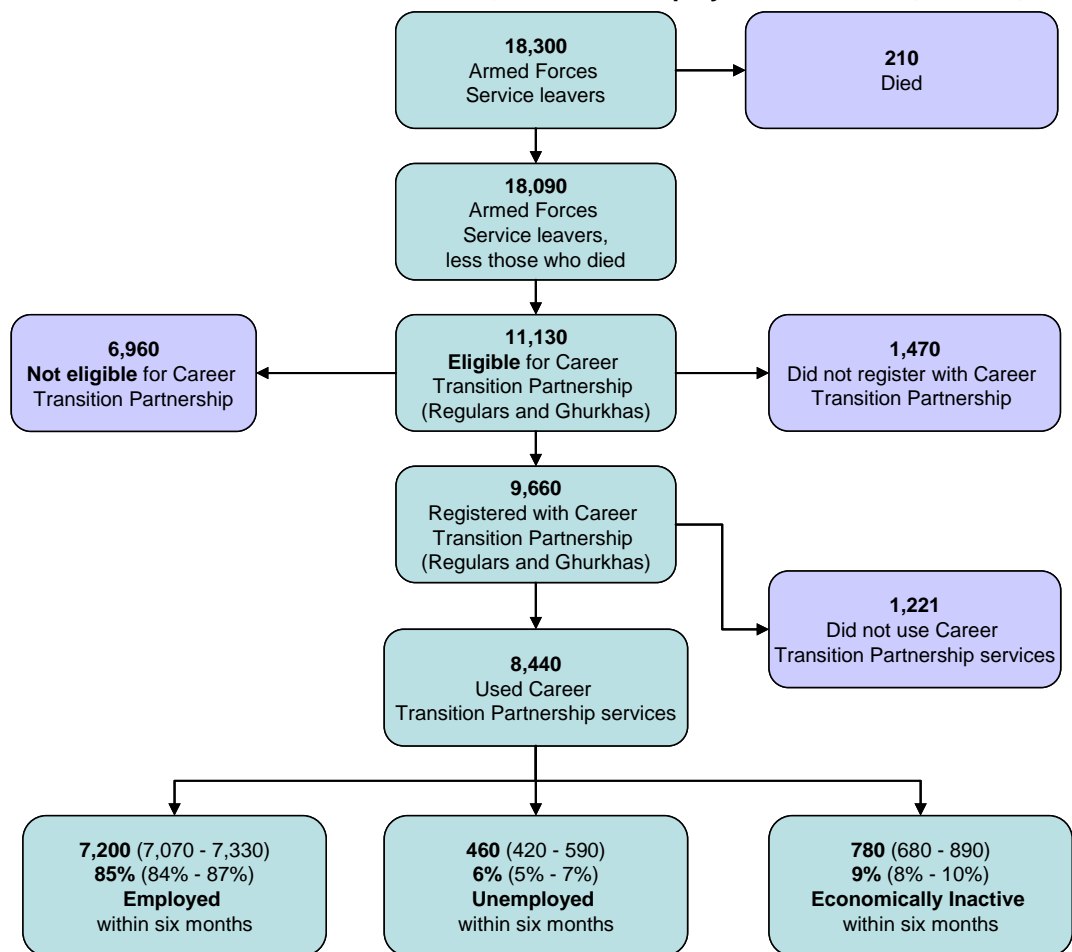 18,300
Armed Forces
Service leavers
210
Died
18,090
Armed Forces
Service leavers,
less those who died
6,960
Not eligible for Career
Transition Partnership
11,130
Eligible for Career
Transition Partnership
(Regulars and Ghurkhas)
1,470
Did not register with Career
Transition Partnership
9,660
Registered with Career
Transition Partnership
(Regulars and Ghurkhas)
1,221
Did not use Career
Transition Partnership services
8,440
Used Career
Transition Partnership services
7,200 (7,070 - 7,330)
85% (84% - 87%)
Employed
within six months
460 (420 - 590)
6% (5% - 7%)
Unemployed
within six months
780 (680 - 890)
9% (8% - 10%)
Economically Inactive
within six months